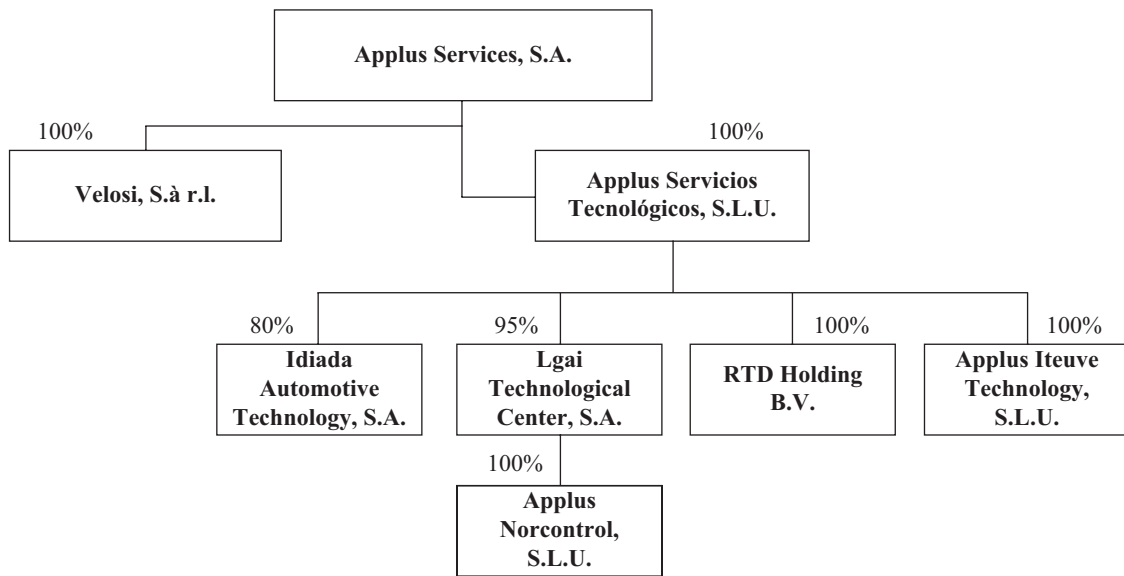 Applus Services, S.A.
100%
100%
Velosi, S.à r.l.
Applus Servicios
Tecnológicos, S.L.U.
80%
95%
100%
100%
Idiada
Automotive
Technology, S.A.
Lgai
Technological
Center, S.A.
RTD Holding
B.V.
Applus Iteuve
Technology,
S.L.U.
100%
Applus
Norcontrol,
S.L.U.